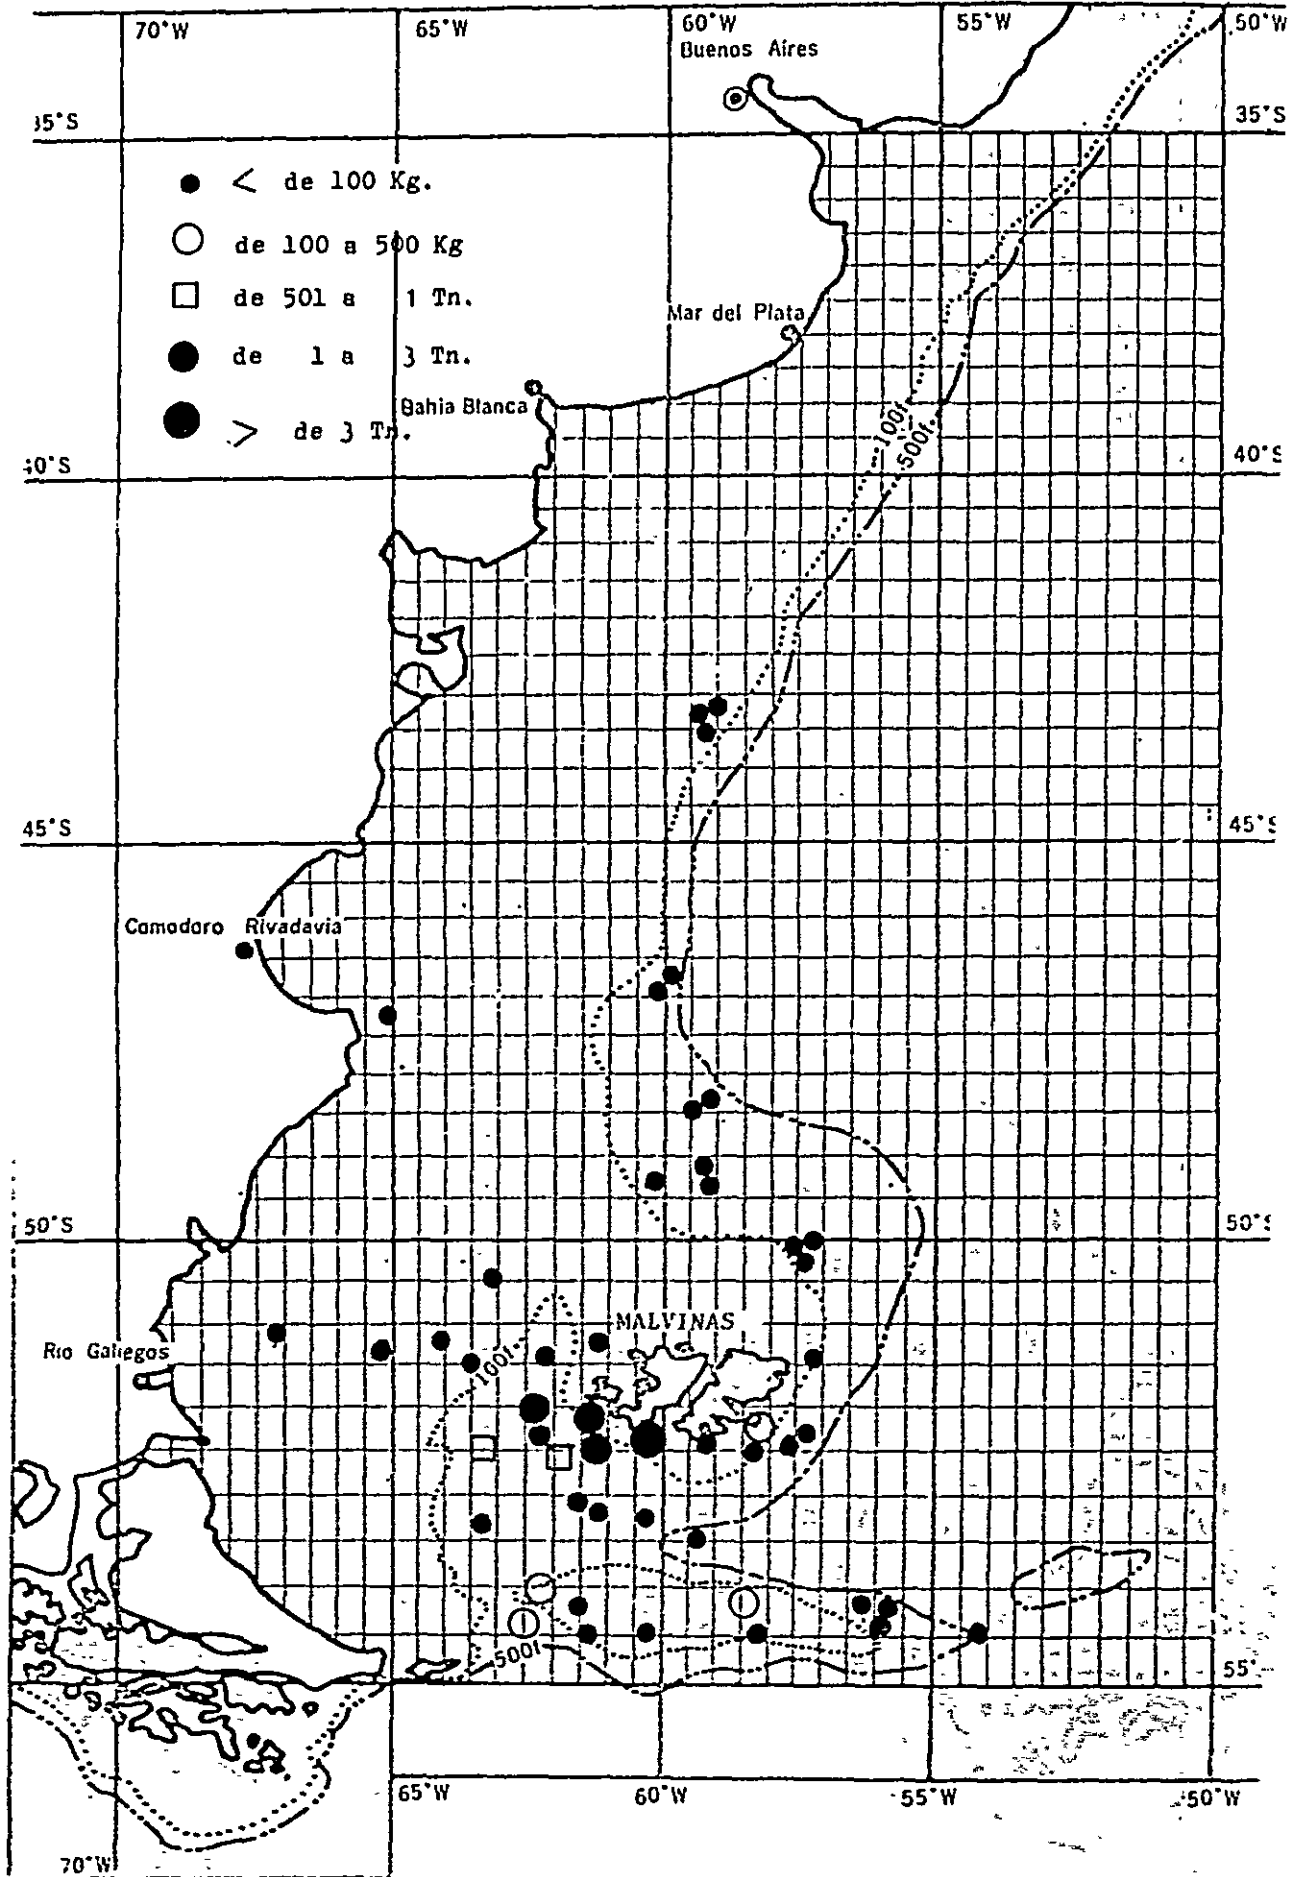 70°W 65°W 60°W 55°W 50°W
Buenos Aires
35°S 35°S
< de 100 Kg.
de 100 a 500 Kg
de 501 a 1 Tn.
Mar del Plata
de 1 a 3 Tn.
Bahia Blanca
> de 3 Tn.
100f.
500f.
40°S 40°S
45°S 45°S
Comodoro Rivadavia
50°S 50°S
MALVINAS
Rio Gallegos
100f.
500f
55°
65°W 60°W 55°W 50°W
70°W